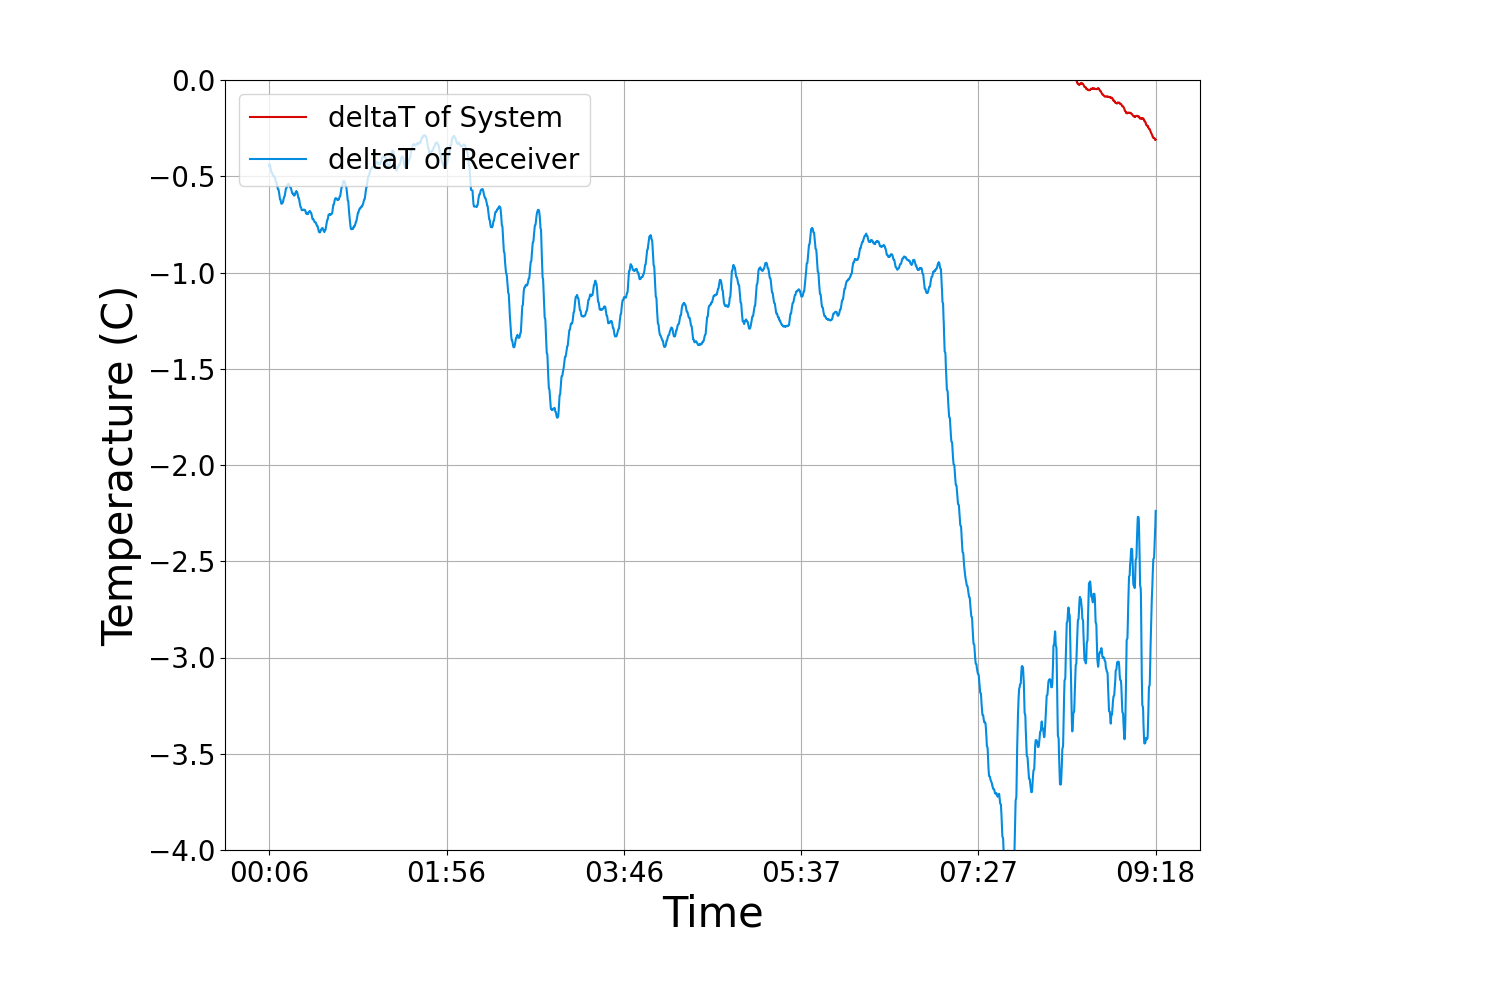 deltaT of System
deltaT of Receiver
0.0
−0.5
−1.0
−1.5
−2.0
−2.5
−3.0
−3.5
−4.0
Temperacture (C)
00:06 01:56 03:46 05:37 07:27 09:18
Time